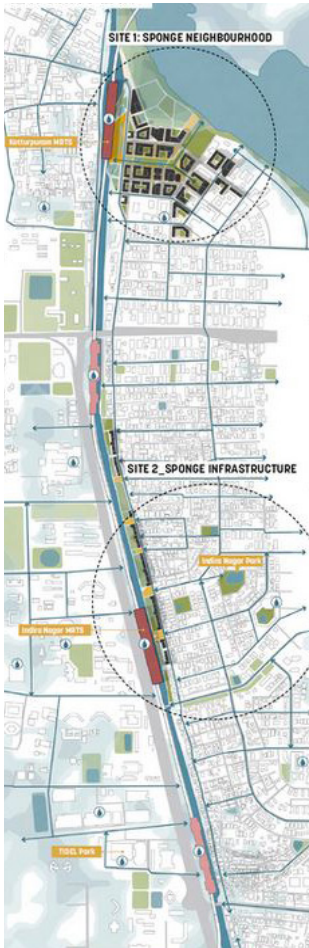 SITE 1: SPONGE NEIGHBOURHOOD
Kotturpuram MRTS
SITE 2_SPONGE INFRASTRUCTURE
Indira Nagar Park
Indira Nagar MRTS
TIDEL Park